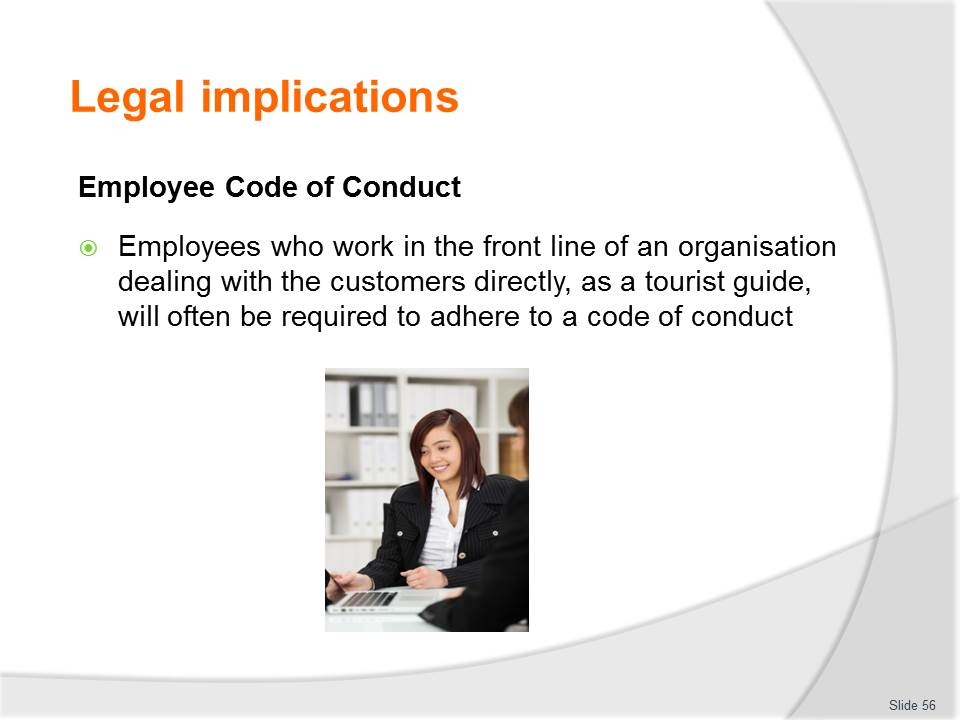 Legal implications
Employee Code of Conduct
Employees who work in the front line of an organisation
dealing with the customers directly, as a tourist guide,
will often be required to adhere to a code of conduct
Slide 56